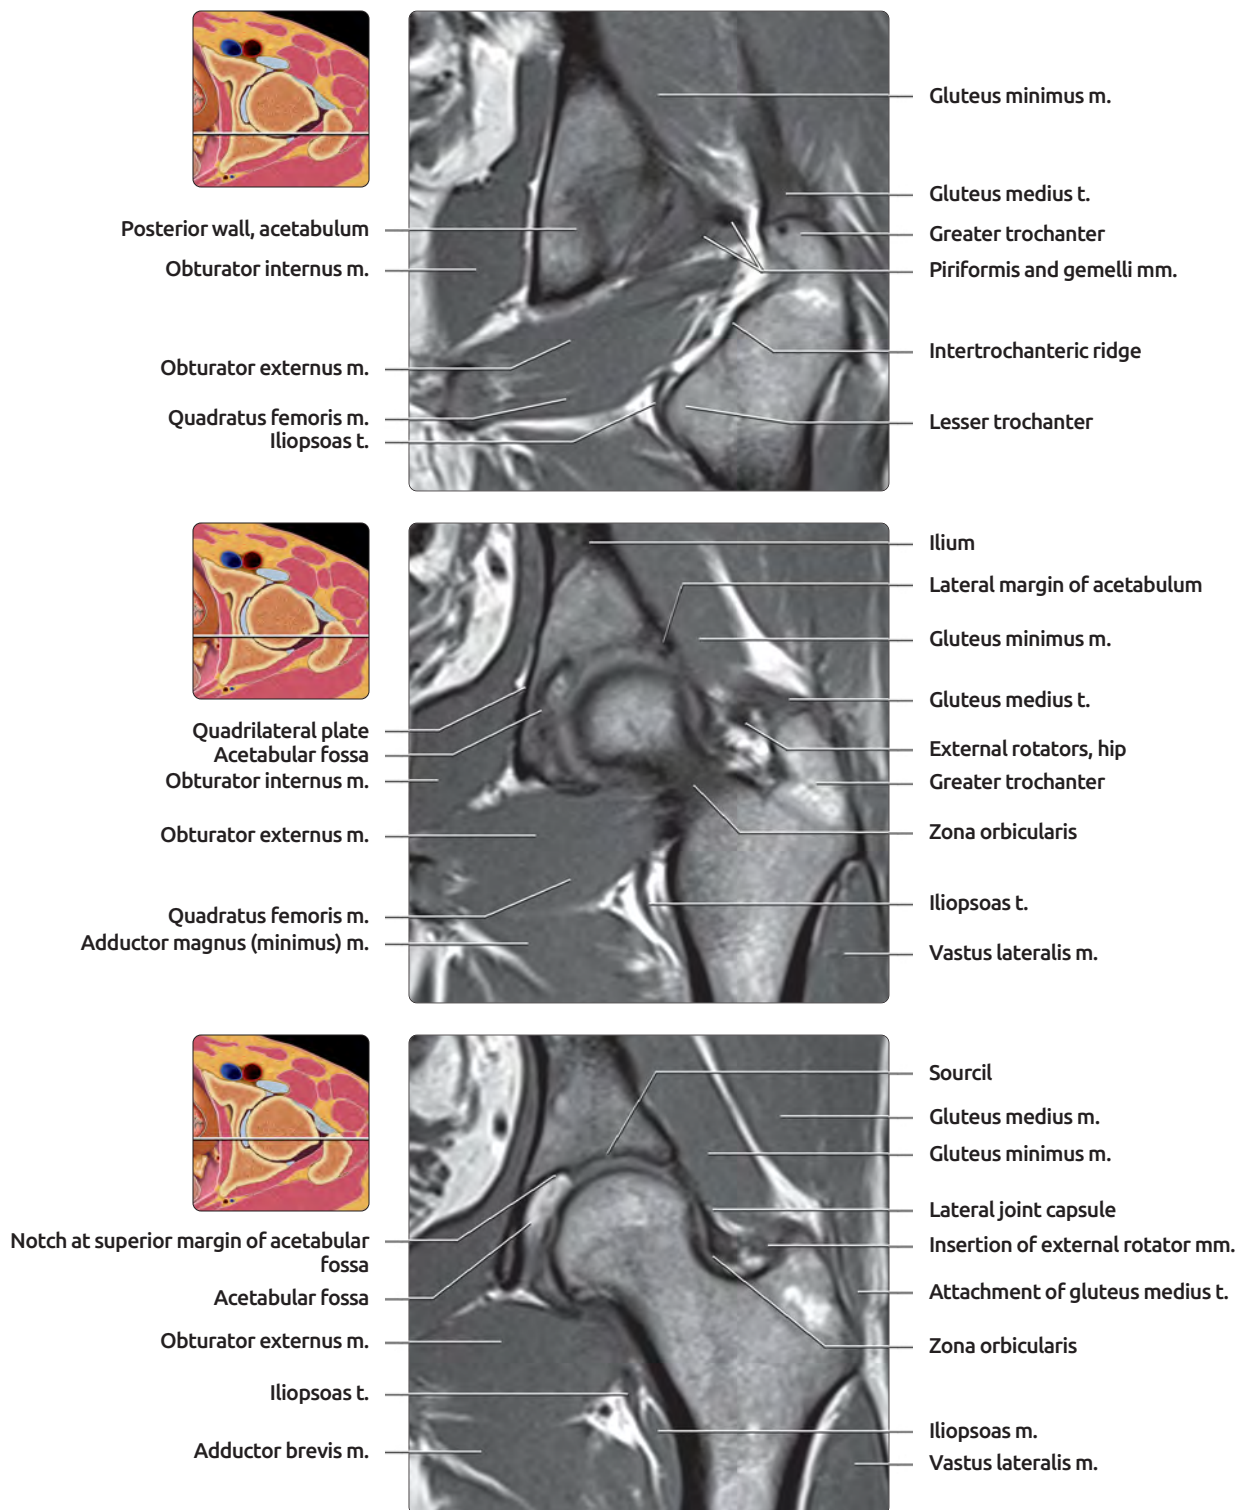 Gluteus minimus m.
Gluteus medius t.
Posterior wall, acetabulum
Greater trochanter
Obturator internus m.
Piriformis and gemelli mm.
Intertrochanteric ridge
Obturator externus m.
Quadratus femoris m.
Lesser trochanter
Iliopsoas t.
Ilium
Lateral margin of acetabulum
Gluteus minimus m.
Gluteus medius t.
Quadrilateral plate
Acetabular fossa
External rotators, hip
Obturator internus m.
Greater trochanter
Obturator externus m.
Zona orbicularis
Quadratus femoris m.
Iliopsoas t.
Adductor magnus (minimus) m.
Vastus lateralis m.
Sourcil
Gluteus medius m.
Gluteus minimus m.
Lateral joint capsule
Notch at superior margin of acetabular
fossa
Insertion of external rotator mm.
Acetabular fossa
Attachment of gluteus medius t.
Obturator externus m.
Zona orbicularis
Iliopsoas t.
Iliopsoas m.
Adductor brevis m.
Vastus lateralis m.